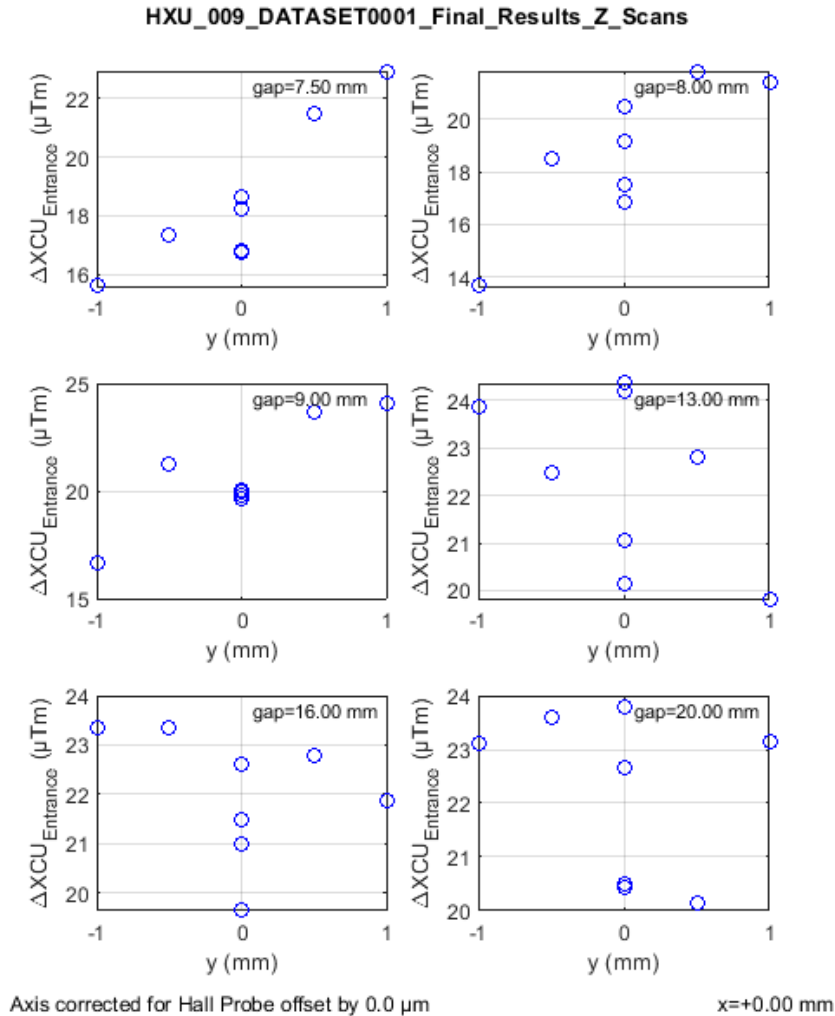 HXU_009_DATASET0001_Final_Results_Z_Scans
gap=7.50 mm
22
20
18
16
ΔXCU_Entrance (µTm)
-1 0 1
y (mm)
gap=8.00 mm
20
18
16
14
ΔXCU_Entrance (µTm)
-1 0 1
y (mm)
gap=9.00 mm
25
20
15
ΔXCU_Entrance (µTm)
-1 0 1
y (mm)
gap=13.00 mm
24
23
22
21
20
ΔXCU_Entrance (µTm)
-1 0 1
y (mm)
gap=16.00 mm
24
23
22
21
20
ΔXCU_Entrance (µTm)
-1 0 1
y (mm)
gap=20.00 mm
24
23
22
21
20
ΔXCU_Entrance (µTm)
-1 0 1
y (mm)
Axis corrected for Hall Probe offset by 0.0 µm
x=+0.00 mm